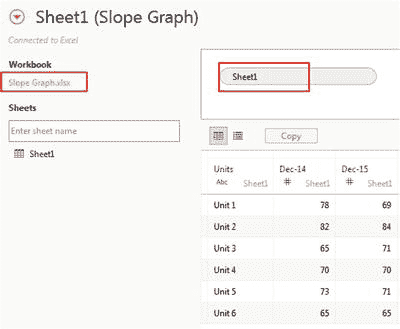 Sheet1 (Slope Graph)
Connected to Excel
Workbook
Slope Graph.xlsx
Sheets
Enter sheet name
Sheet1
Sheet1
Copy
Units Dec-14 Dec-15
Abc Sheet1 # Sheet1 # Sheet1
Unit 1 78 69
Unit 2 82 84
Unit 3 65 71
Unit 4 70 70
Unit 5 73 71
Unit 6 65 65